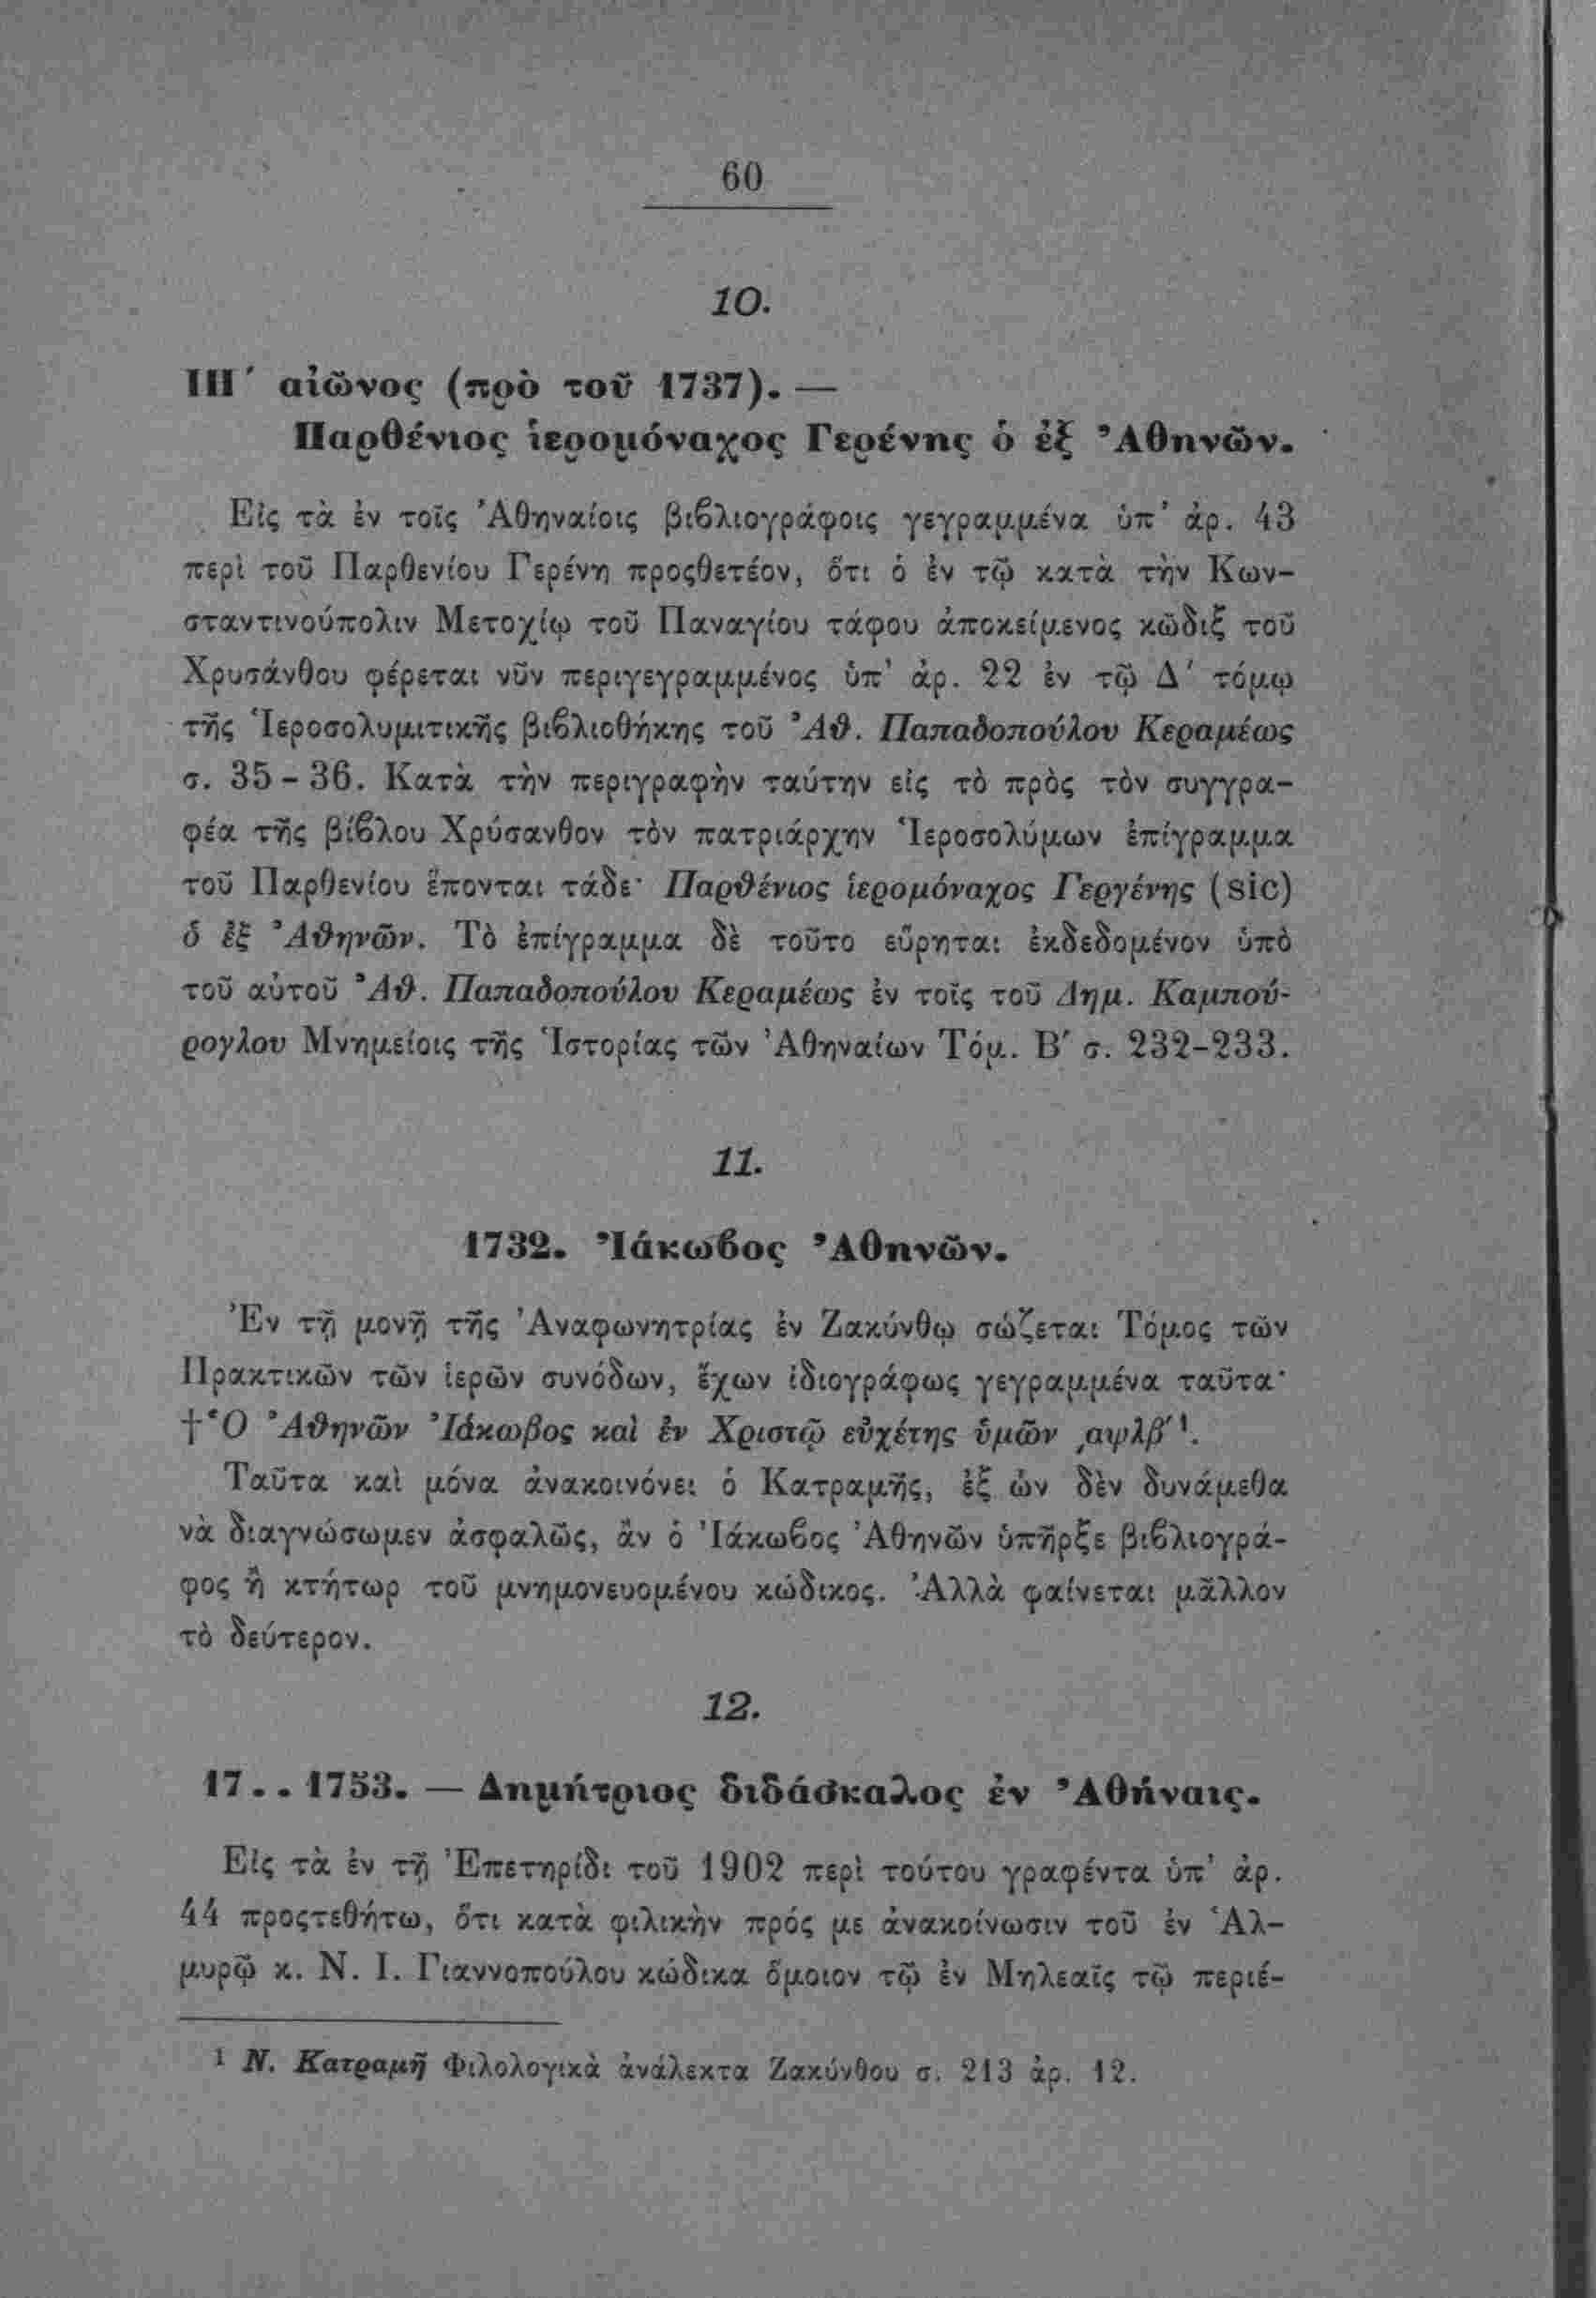 60
10.
ΙΗ΄ αἰῶνος (πρὸ τοῦ 1737). —
Παρθένιος ἱερομόναχος Γερένης ὁ ἐξ Ἀθηνῶν.
Εἰς τὰ ἐν τοῖς Ἀθηναίοις βιβλιογράφοις γεγραμμένα ὑπ' ἀρ. 43
περὶ τοῦ Παρθενίου Γερένη προςθετέον, ὅτι ὁ ἐν τῷ κατὰ τὴν Κων-
σταντινούπολιν Μετοχίῳ τοῦ Παναγίου τάφου ἀποκείμενος κῶδιξ τοῦ
Χρυσάνθου φέρεται νῦν περιγεγραμμένος ὑπ' ἀρ. 22 ἐν τῷ Δ΄ τόμῳ
τῆς Ἱεροσολυμιτικῆς βιβλιοθήκης τοῦ Ἀθ. Παπαδοπούλου Κεραμέως
σ. 35 - 36. Κατὰ τὴν περιγραφὴν ταύτην εἰς τὸ πρὸς τὸν συγγρα-
φέα τῆς βίβλου Χρύσανθον τὸν πατριάρχην Ἱεροσολύμων ἐπίγραμμα
τοῦ Παρθενίου ἕπονται τάδε· Παρθένιος ἱερομόναχος Γεργένης (sic)
ὁ ἐξ Ἀθηνῶν. Τὸ ἐπίγραμμα δὲ τοῦτο εὕρηται ἐκδεδομένον ὑπὸ
τοῦ αὐτοῦ Ἀθ. Παπαδοπούλου Κεραμέως ἐν τοῖς τοῦ Δημ. Καμπού-
ρογλου Μνημείοις τῆς Ἱστορίας τῶν Ἀθηναίων Τόμ. Β΄ σ. 232-233.
11.
1732. Ἰάκωβος Ἀθηνῶν.
Ἐν τῇ μονῇ τῆς Ἀναφωνητρίας ἐν Ζακύνθῳ σώζεται Τόμος τῶν
Πρακτικῶν τῶν ἱερῶν συνόδων, ἔχων ἰδιογράφως γεγραμμένα ταῦτα·
†Ὁ Ἀθηνῶν Ἰάκωβος καὶ ἐν Χριστῷ εὐχέτης ὑμῶν ͵αψλβ΄¹.
Ταῦτα καὶ μόνα ἀνακοινόνει ὁ Κατραμῆς, ἐξ ὧν δὲν δυνάμεθα
νὰ διαγνώσωμεν ἀσφαλῶς, ἂν ὁ Ἰάκωβος Ἀθηνῶν ὑπῆρξε βιβλιογρά-
φος ἢ κτήτωρ τοῦ μνημονευομένου κώδικος. Ἀλλὰ φαίνεται μᾶλλον
τὸ δεύτερον.
12.
17.. 1753. — Δημήτριος διδάσκαλος ἐν Ἀθήναις.
Εἰς τὰ ἐν τῇ Ἐπετηρίδι τοῦ 1902 περὶ τούτου γραφέντα ὑπ' ἀρ.
44 προςτεθήτω, ὅτι κατὰ φιλικὴν πρός με ἀνακοίνωσιν τοῦ ἐν Ἁλ-
μυρῷ κ. Ν. Ι. Γιαννοπούλου κώδικα ὅμοιον τῷ ἐν Μηλεαῖς τῷ περιέ-
¹ Ν. Κατραμῆ Φιλολογικὰ ἀνάλεκτα Ζακύνθου σ. 213 ἀρ. 12.